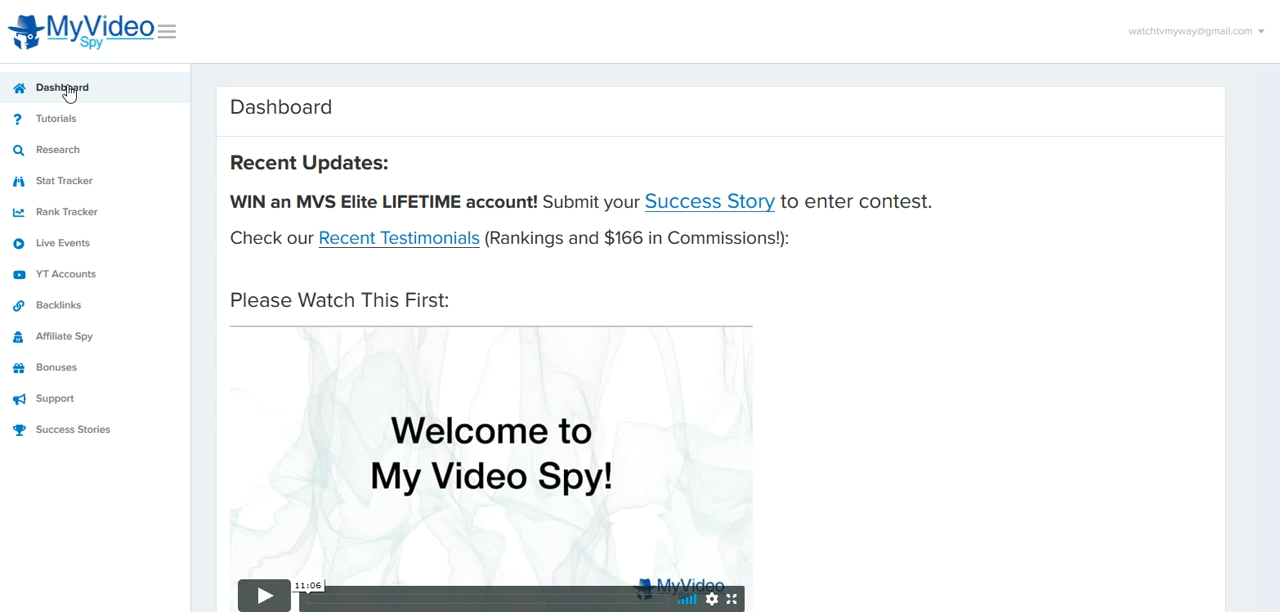 MyVideo
Spy
watchtvmyway@gmail.com
Dashboard
Tutorials
Research
Stat Tracker
Rank Tracker
Live Events
YT Accounts
Backlinks
Affiliate Spy
Bonuses
Support
Success Stories
Dashboard
Recent Updates:
WIN an MVS Elite LIFETIME account! Submit your Success Story to enter contest.
Check our Recent Testimonials (Rankings and $166 in Commissions!):
Please Watch This First:
Welcome to
My Video Spy!
11:06
MyVideo